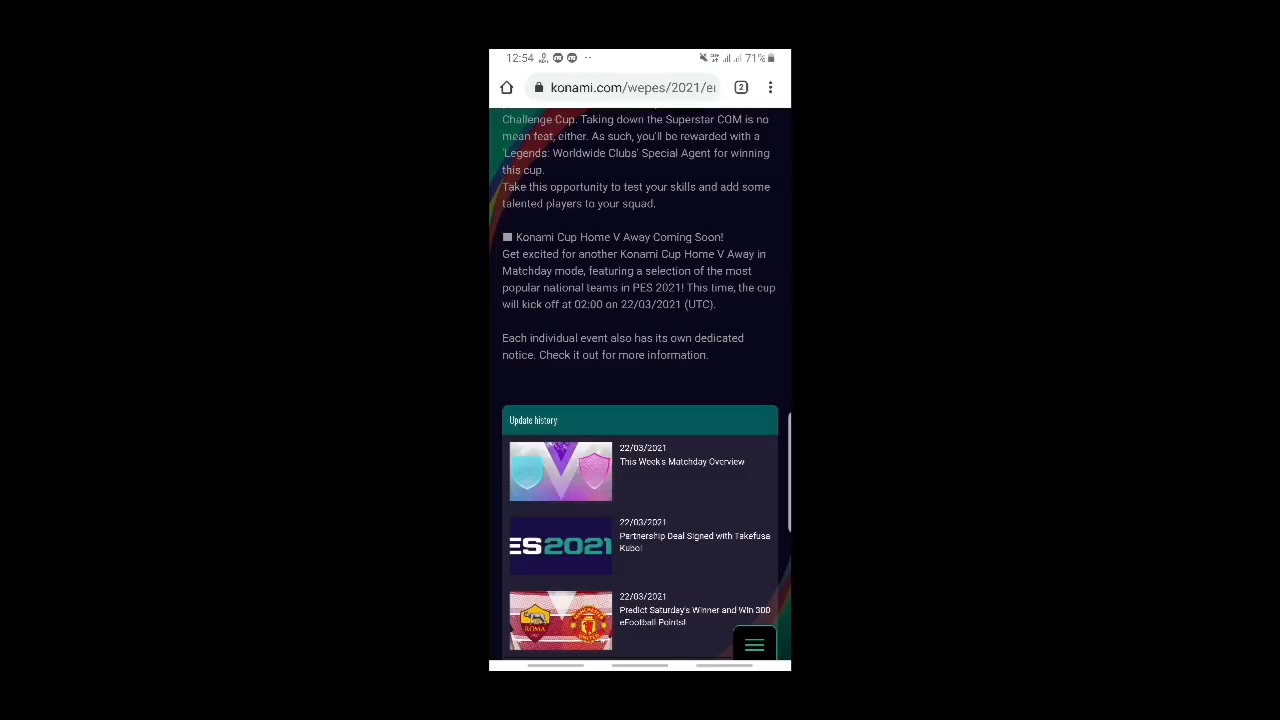 12:54
71%
konami.com/wepes/2021/e
2
Challenge Cup. Taking down the Superstar COM is no
mean feat, either. As such, you'll be rewarded with a
'Legends: Worldwide Clubs' Special Agent for winning
this cup.
Take this opportunity to test your skills and add some
talented players to your squad.
■ Konami Cup Home V Away Coming Soon!
Get excited for another Konami Cup Home V Away in
Matchday mode, featuring a selection of the most
popular national teams in PES 2021! This time, the cup
will kick off at 02:00 on 22/03/2021 (UTC).
Each individual event also has its own dedicated
notice. Check it out for more information.
Update history
22/03/2021
This Week's Matchday Overview
22/03/2021
Partnership Deal Signed with Takefusa
Kubo!
ES2021
22/03/2021
Predict Saturday's Winner and Win 300
eFootball Points!
ROMA
MANCHESTER
UNITED